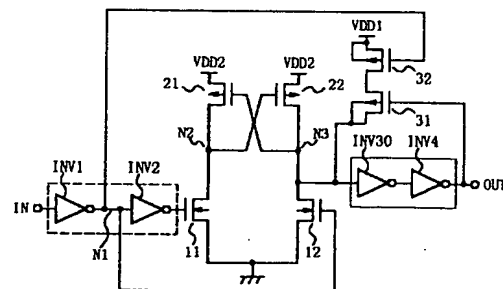 VDD1
VDD2 VDD2
21 22 32
31
N2 N3
INV1 INV2 INV30 INV4
IN OUT
N1 11 12